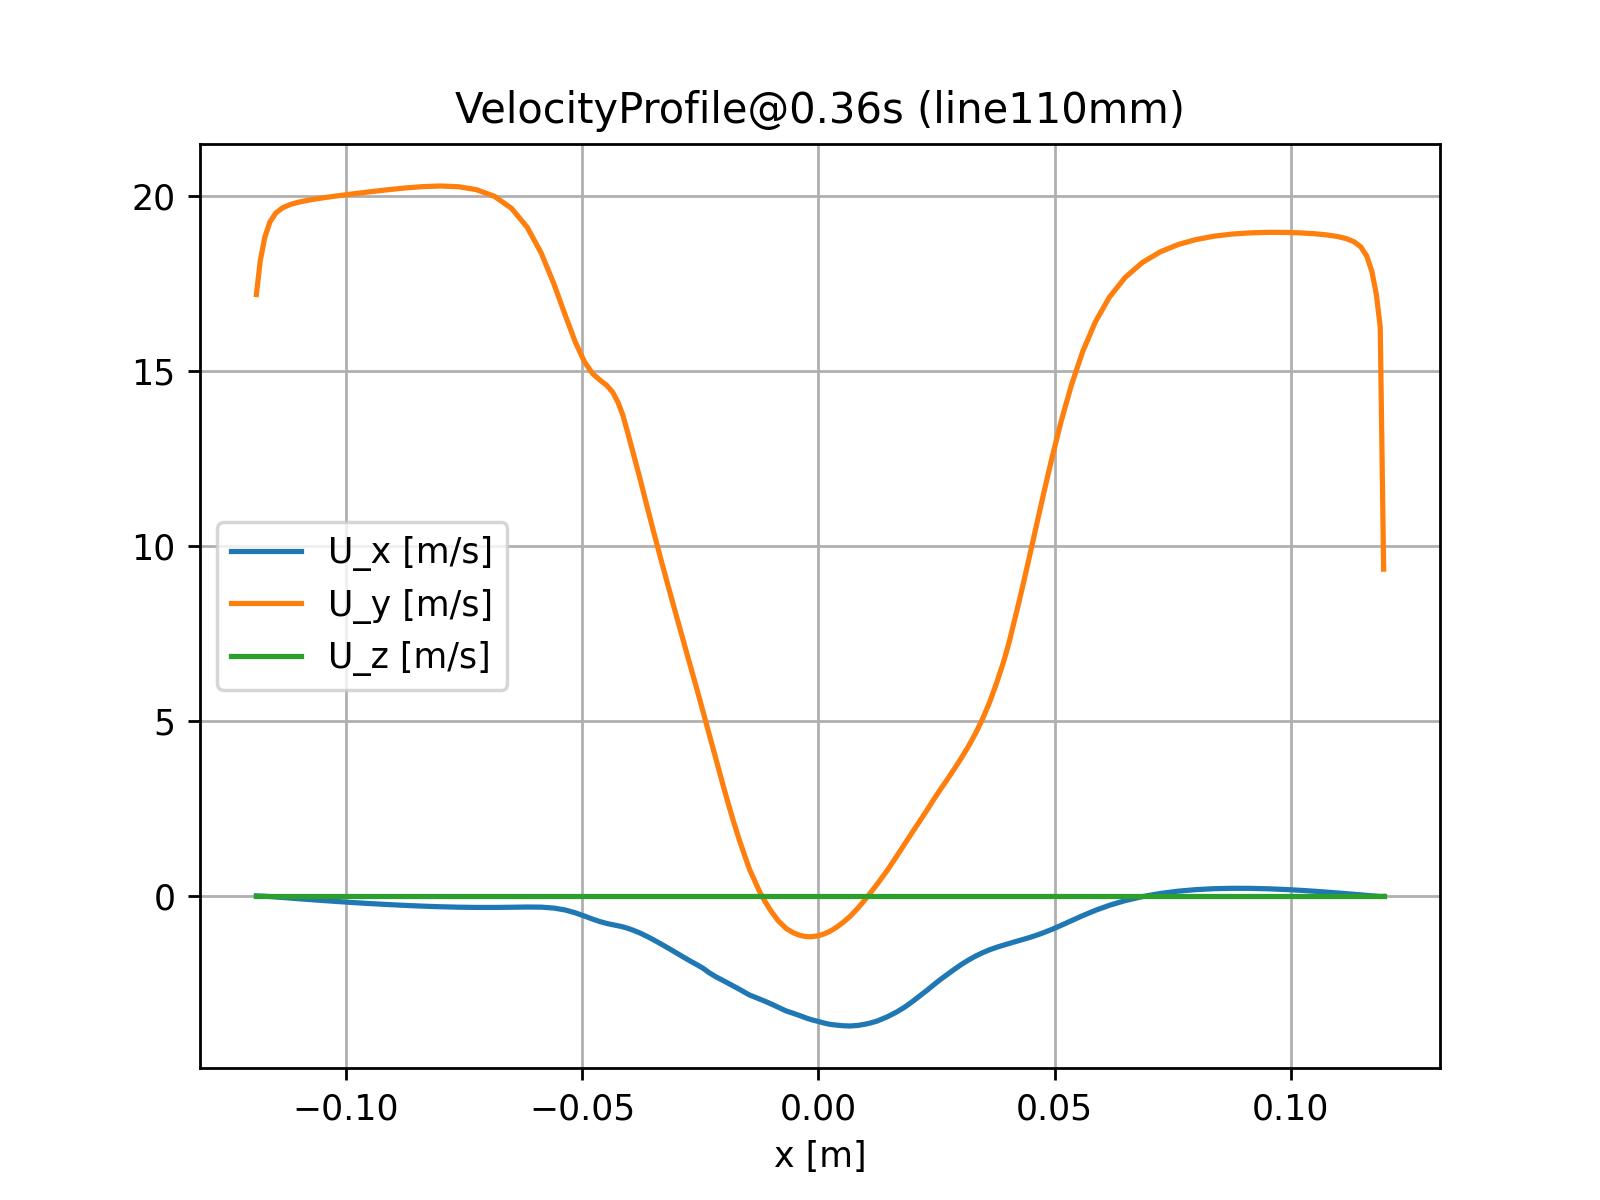 VelocityProfile@0.36s (line110mm)
20
15
10
5
0
U_x [m/s]
U_y [m/s]
U_z [m/s]
−0.10 −0.05 0.00 0.05 0.10
x [m]